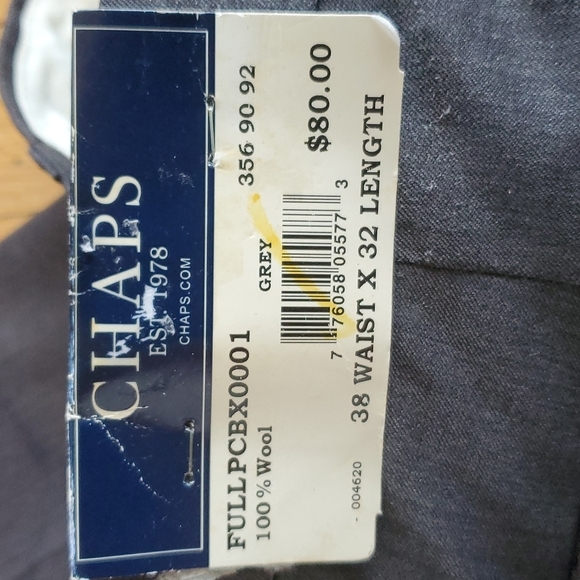 CHAPS
EST. 1978
CHAPS.COM
FULLPCBX0001 356 90 92
100% Wool GREY
7 76058 05577 3
$80.00
38 WAIST X 32 LENGTH
- 004620